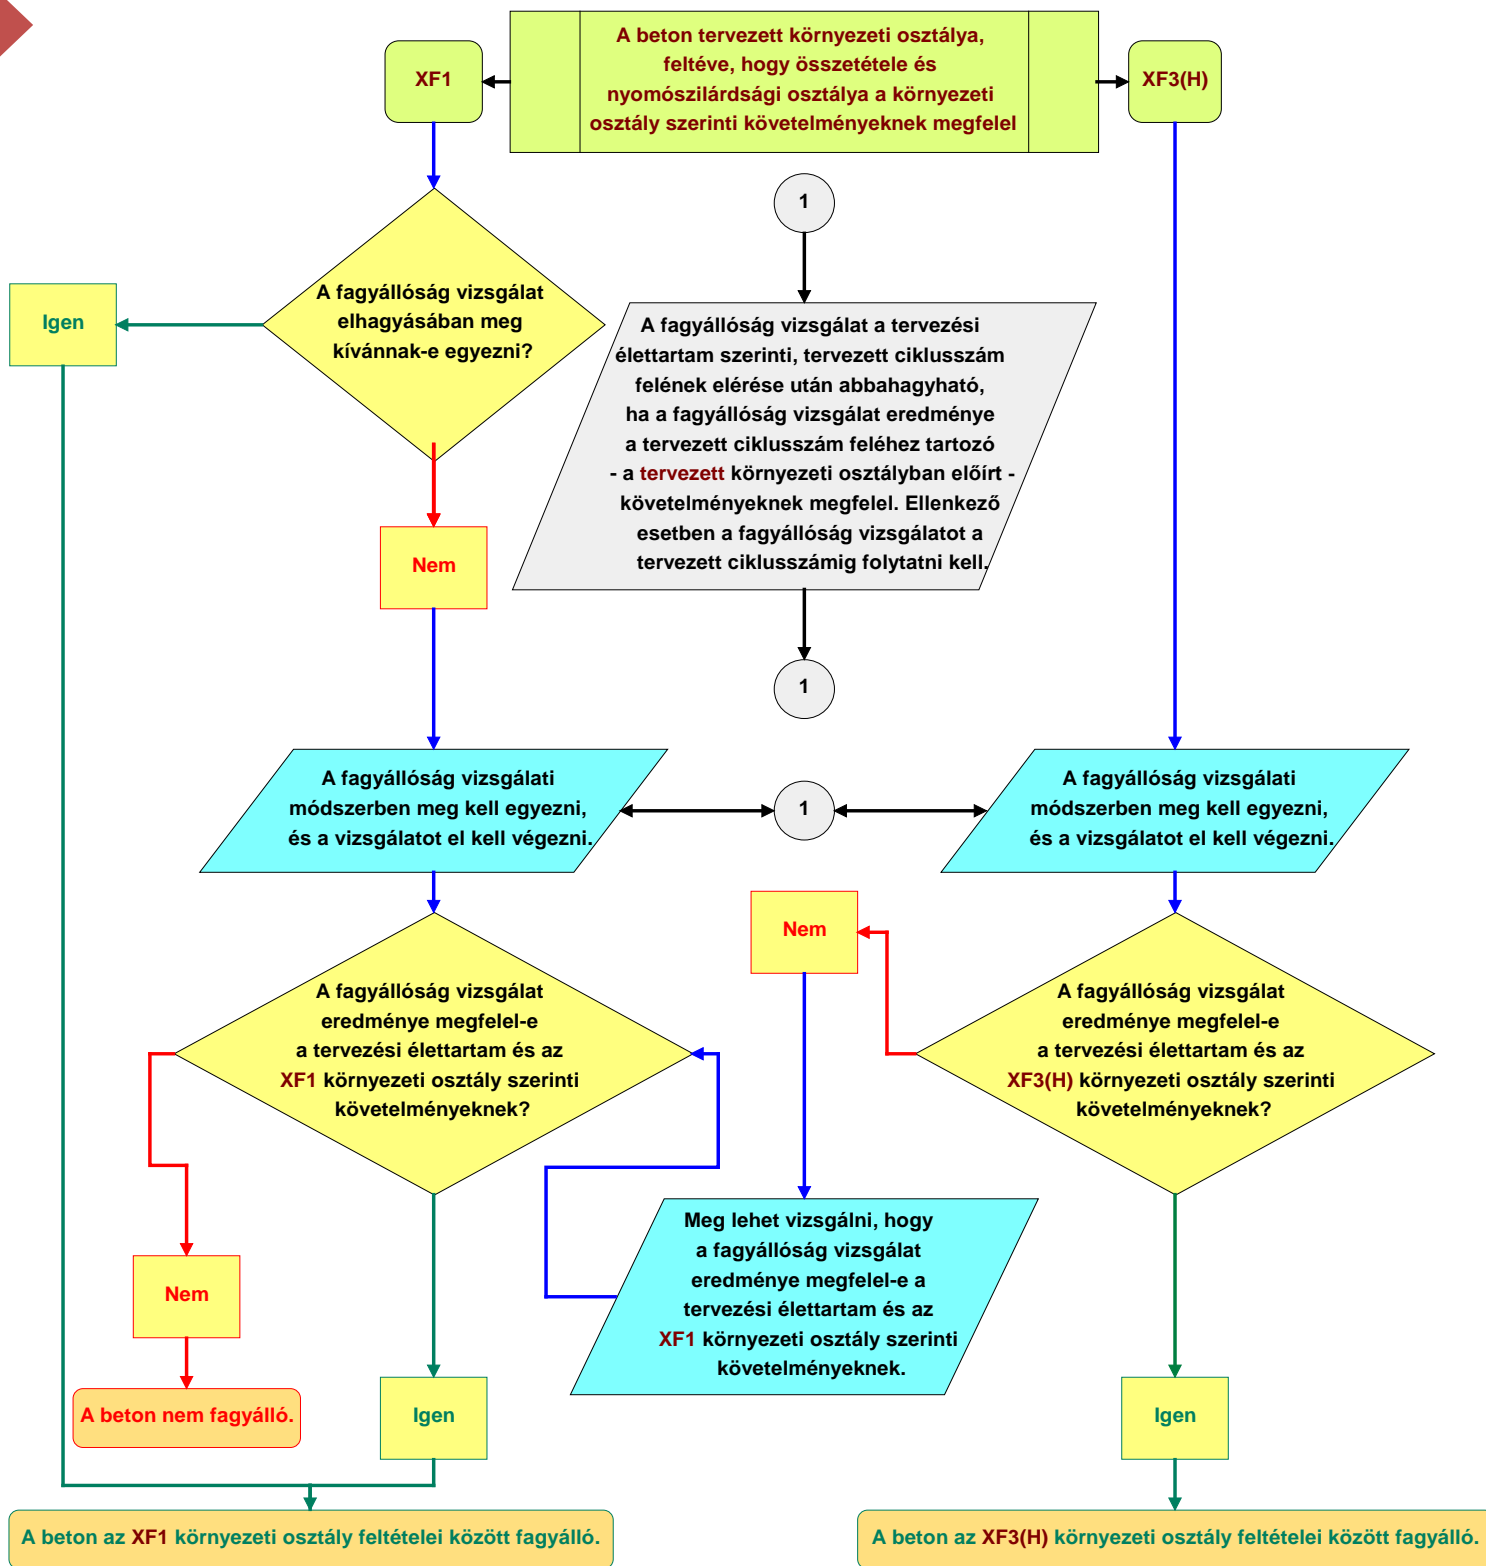 A beton tervezett környezeti osztálya,
feltéve, hogy összetétele és
nyomószilárdsági osztálya a környezeti
osztály szerinti követelményeknek megfelel
XF1
XF3(H)
1
A fagyállóság vizsgálat
elhagyásában meg
kívánnak-e egyezni?
Igen
A fagyállóság vizsgálat a tervezési
élettartam szerinti, tervezett ciklusszám
felének elérése után abbahagyható,
ha a fagyállóság vizsgálat eredménye
a tervezett ciklusszám feléhez tartozó
- a tervezett környezeti osztályban előírt -
követelményeknek megfelel. Ellenkező
esetben a fagyállóság vizsgálatot a
tervezett ciklusszámig folytatni kell.
Nem
1
A fagyállóság vizsgálati
módszerben meg kell egyezni,
és a vizsgálatot el kell végezni.
1
A fagyállóság vizsgálati
módszerben meg kell egyezni,
és a vizsgálatot el kell végezni.
Nem
A fagyállóság vizsgálat
eredménye megfelel-e
a tervezési élettartam és az
XF1 környezeti osztály szerinti
követelményeknek?
A fagyállóság vizsgálat
eredménye megfelel-e
a tervezési élettartam és az
XF3(H) környezeti osztály szerinti
követelményeknek?
Meg lehet vizsgálni, hogy
a fagyállóság vizsgálat
eredménye megfelel-e a
tervezési élettartam és az
XF1 környezeti osztály szerinti
követelményeknek.
Nem
A beton nem fagyálló.
Igen
Igen
A beton az XF1 környezeti osztály feltételei között fagyálló.
A beton az XF3(H) környezeti osztály feltételei között fagyálló.